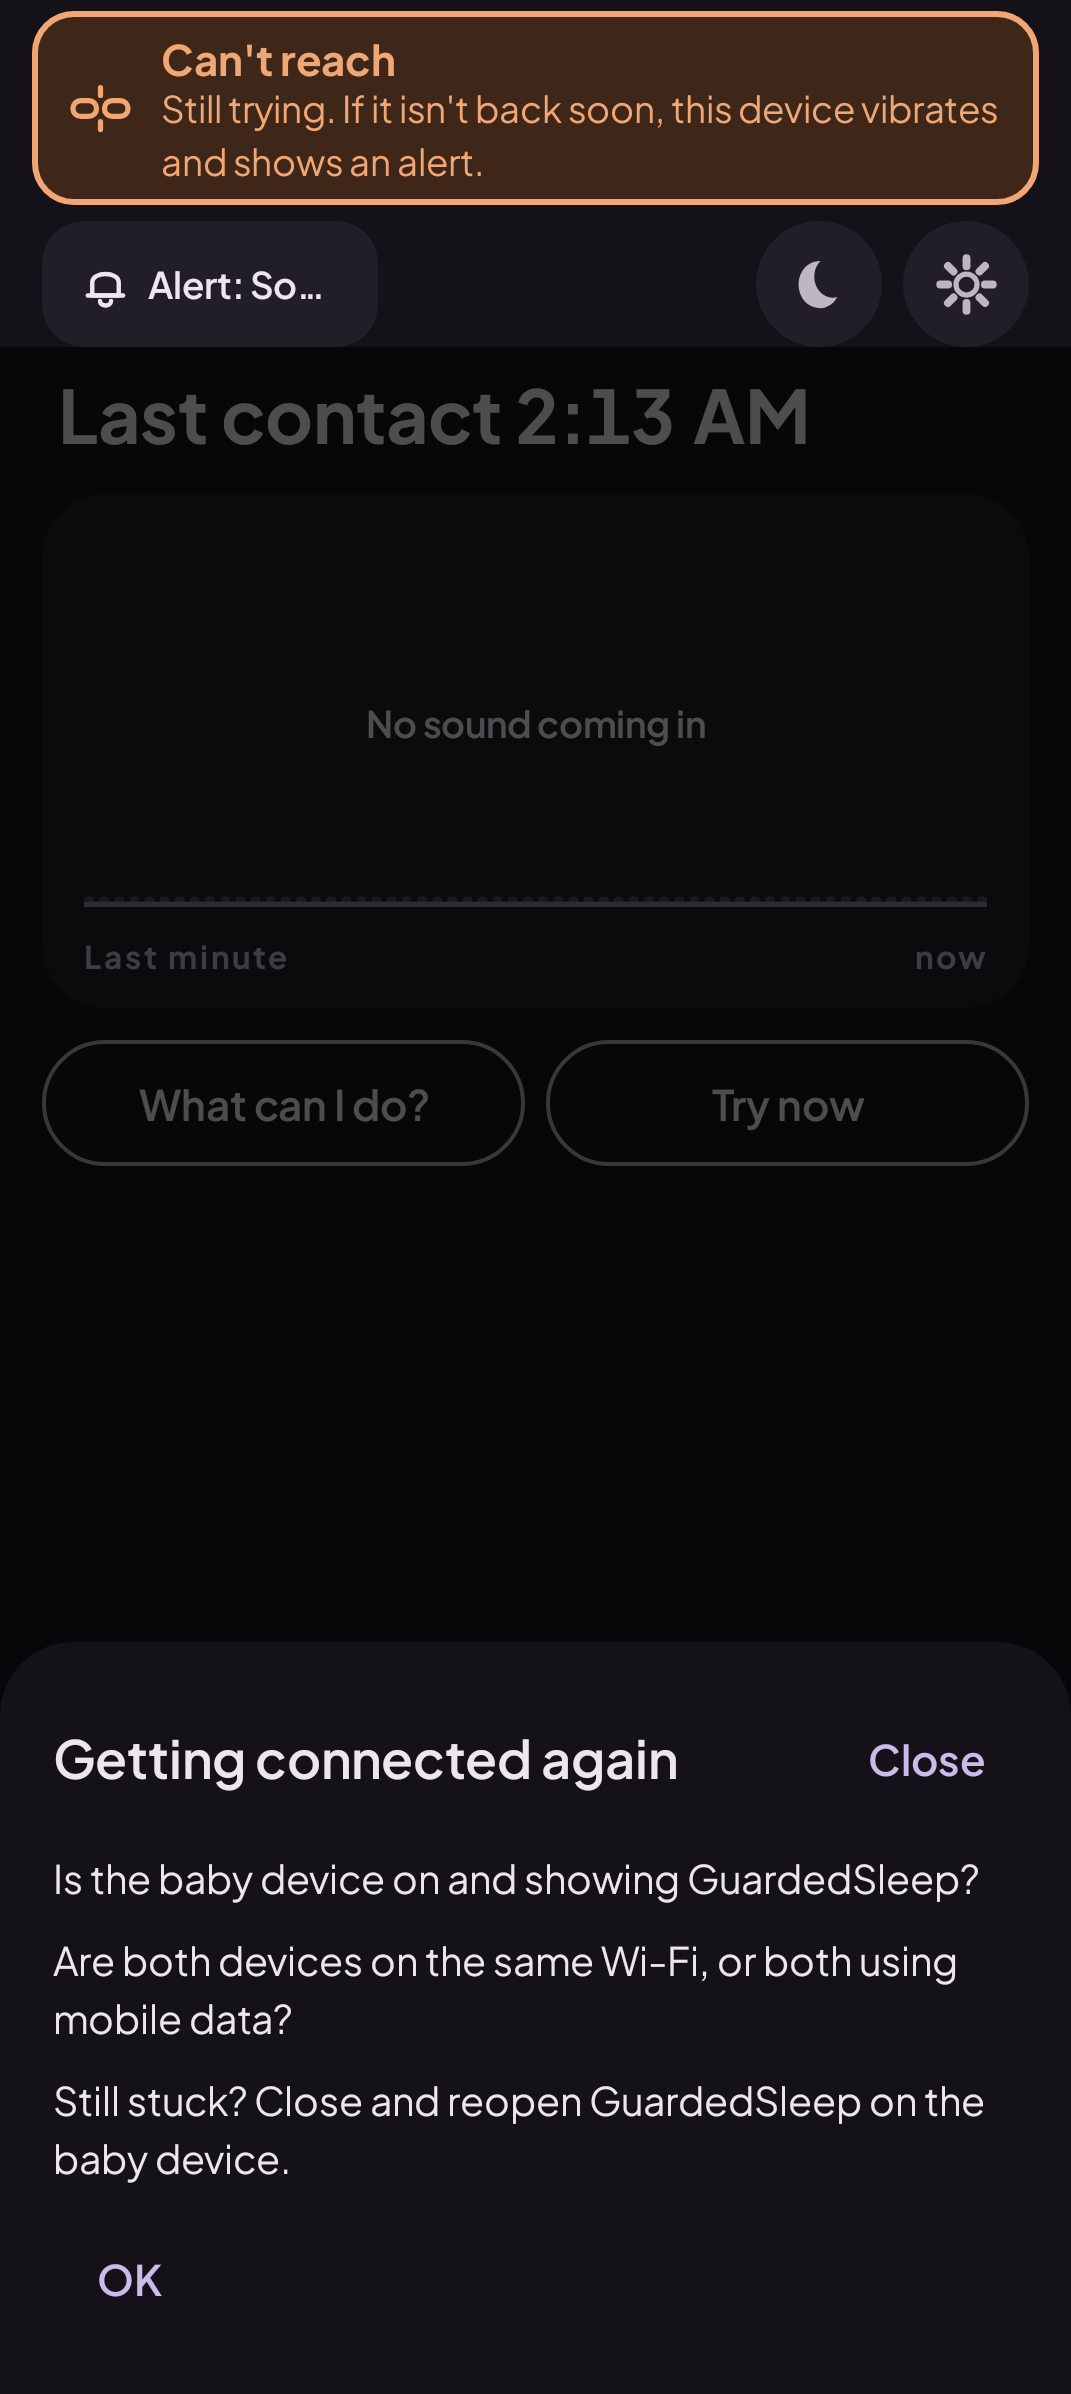 Can't reach
Still trying. If it isn't back soon, this device vibrates
and shows an alert.
Alert: So…
Last contact 2:13 AM
No sound coming in
Last minute
now
What can I do?
Try now
Getting connected again
Close
Is the baby device on and showing GuardedSleep?
Are both devices on the same Wi-Fi, or both using
mobile data?
Still stuck? Close and reopen GuardedSleep on the
baby device.
OK